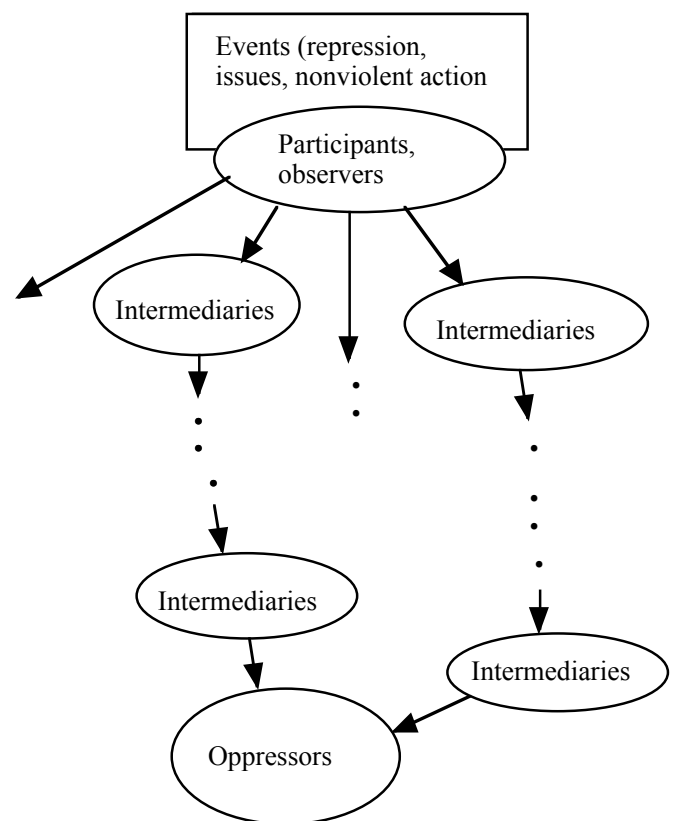 Events (repression,
issues, nonviolent action
Participants,
observers
Intermediaries
Intermediaries
Intermediaries
Intermediaries
Oppressors